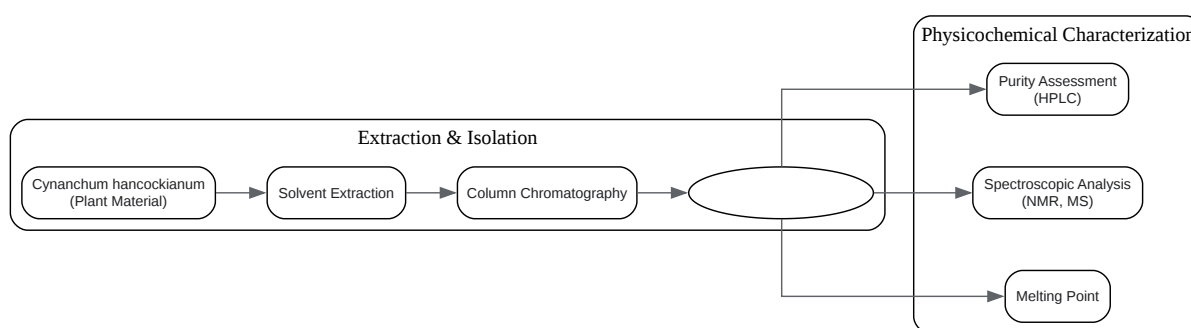 Physicochemical Characterization
Purity Assessment
(HPLC)
Extraction & Isolation
Cynanchum hancockianum
(Plant Material)
Solvent Extraction
Column Chromatography
Spectroscopic Analysis
(NMR, MS)
Melting Point